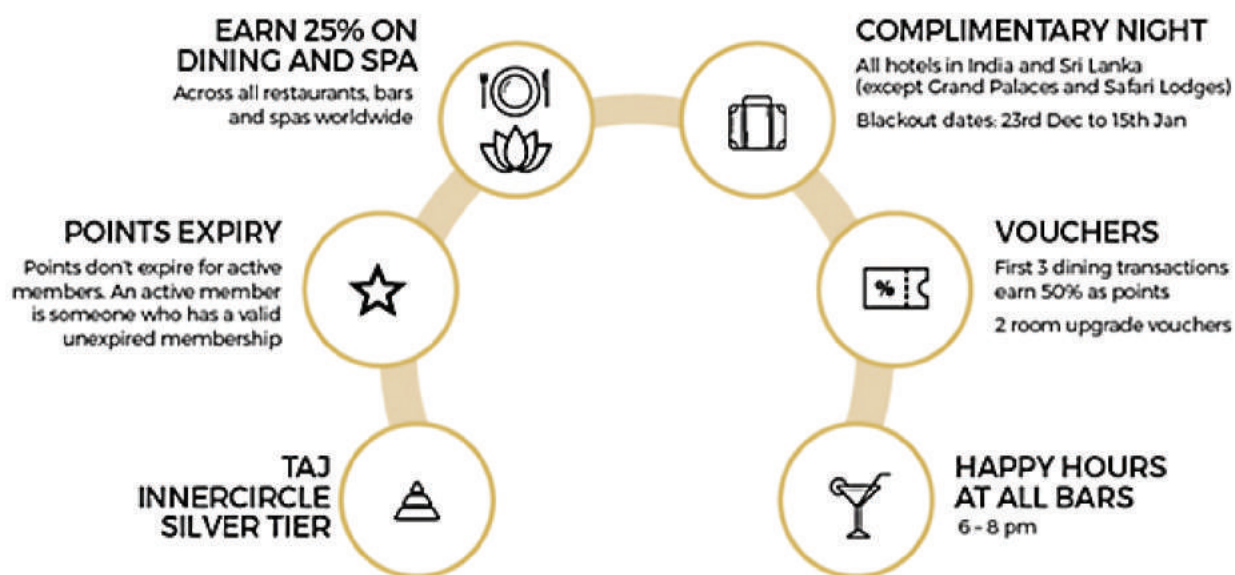 EARN 25% ON
DINING AND SPA
Across all restaurants, bars
and spas worldwide
COMPLIMENTARY NIGHT
All hotels in India and Sri Lanka
(except Grand Palaces and Safari Lodges)
Blackout dates: 23rd Dec to 15th Jan
POINTS EXPIRY
Points don't expire for active
members. An active member
is someone who has a valid
unexpired membership
%
VOUCHERS
First 3 dining transactions
earn 50% as points
2 room upgrade vouchers
TAJ
INNERCIRCLE
SILVER TIER
HAPPY HOURS
AT ALL BARS
6 - 8 pm